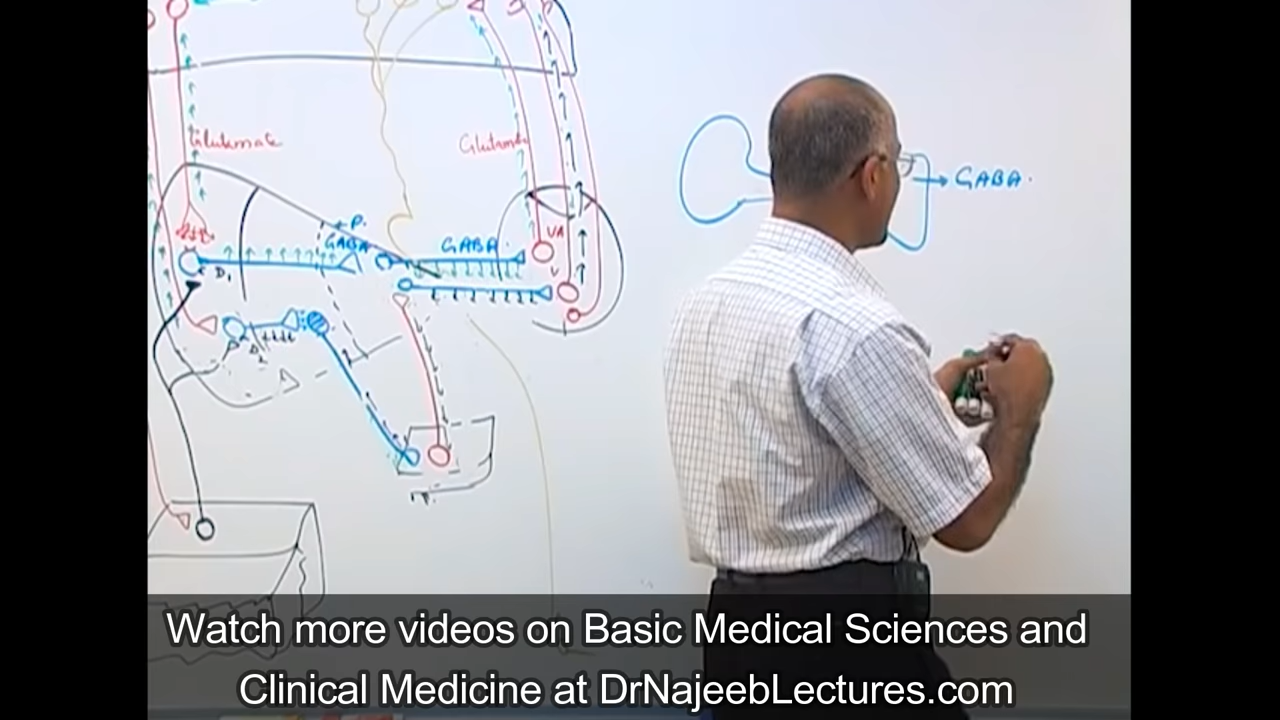 Glutamate
Glutamate
GABA.
P.
GABA
GABA.
VA
D1
D2
Watch more videos on Basic Medical Sciences and
Clinical Medicine at DrNajeebLectures.com